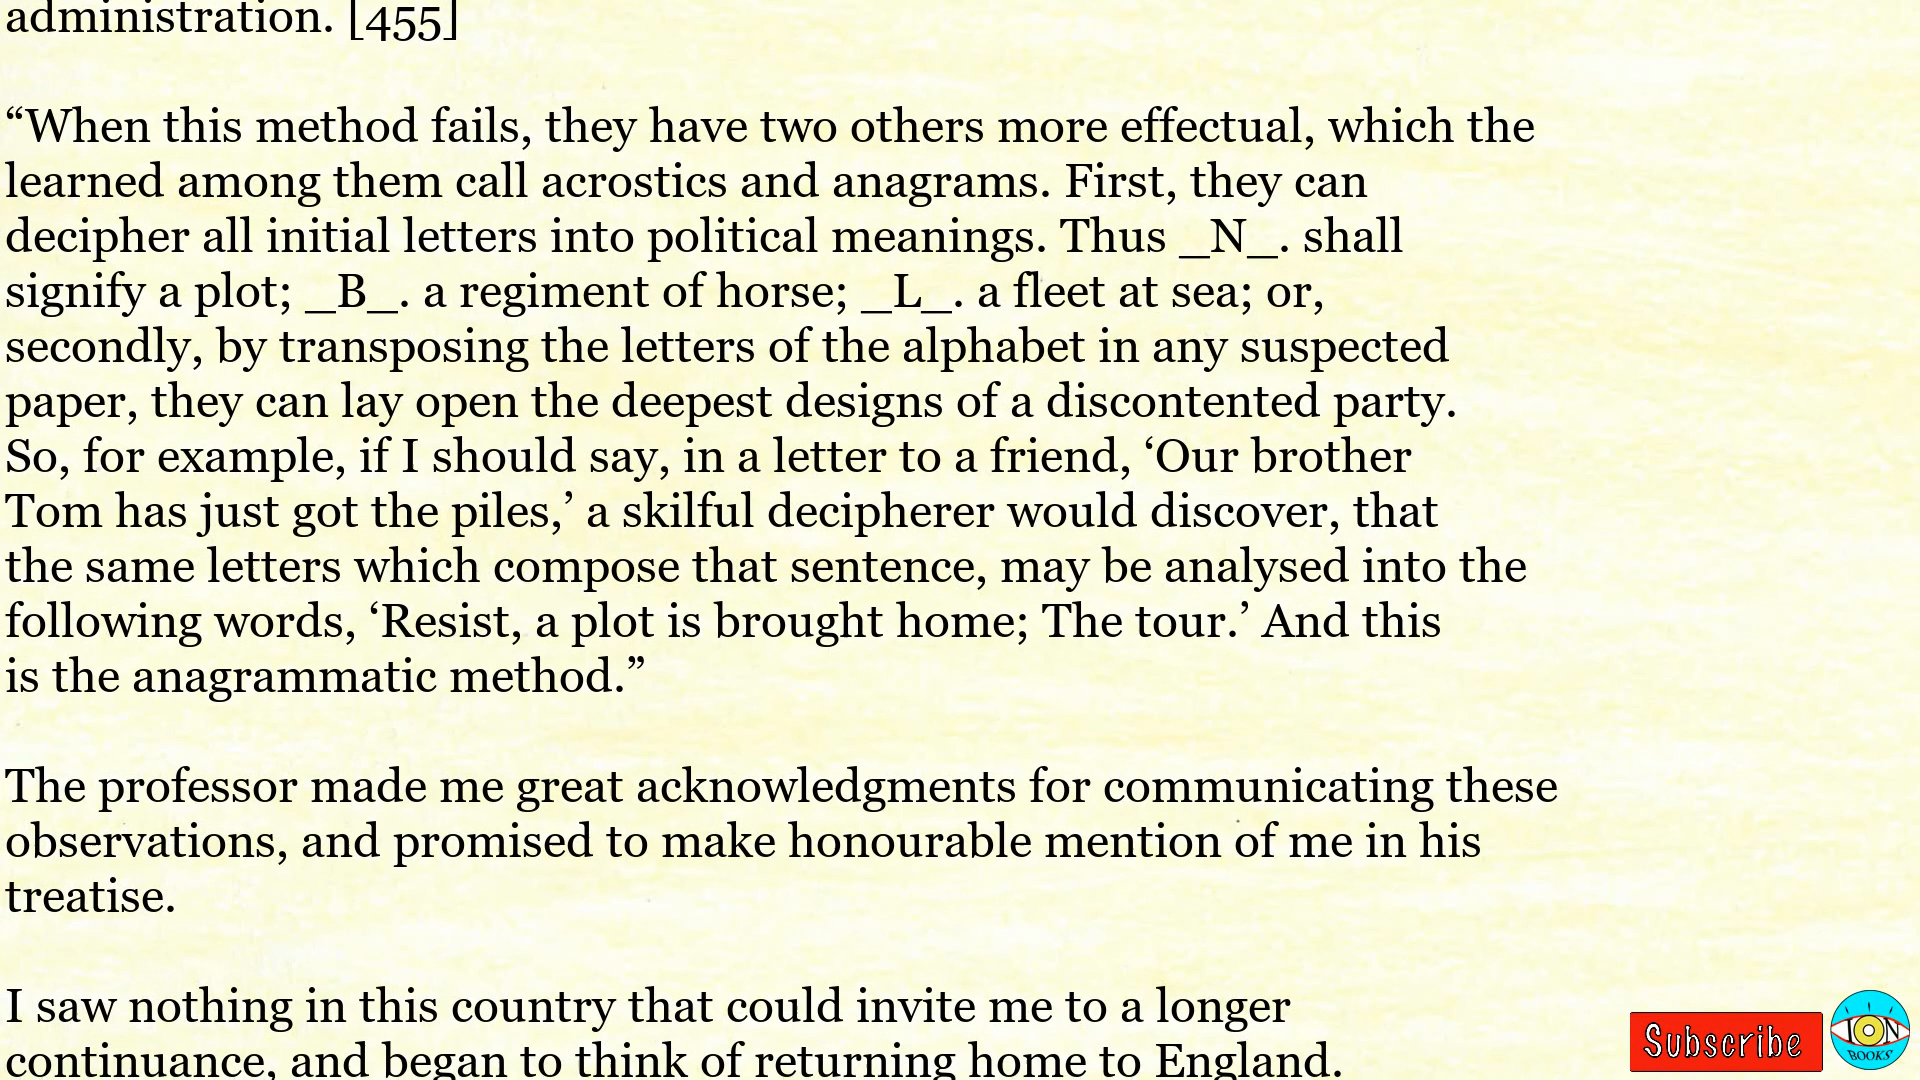 administration. [455]
“When this method fails, they have two others more effectual, which the
learned among them call acrostics and anagrams. First, they can
decipher all initial letters into political meanings. Thus _N_. shall
signify a plot; _B_. a regiment of horse; _L_. a fleet at sea; or,
secondly, by transposing the letters of the alphabet in any suspected
paper, they can lay open the deepest designs of a discontented party.
So, for example, if I should say, in a letter to a friend, ‘Our brother
Tom has just got the piles,’ a skilful decipherer would discover, that
the same letters which compose that sentence, may be analysed into the
following words, ‘Resist, a plot is brought home; The tour.’ And this
is the anagrammatic method.”
The professor made me great acknowledgments for communicating these
observations, and promised to make honourable mention of me in his
treatise.
I saw nothing in this country that could invite me to a longer
continuance, and began to think of returning home to England.
Subscribe
ION
BOOKS